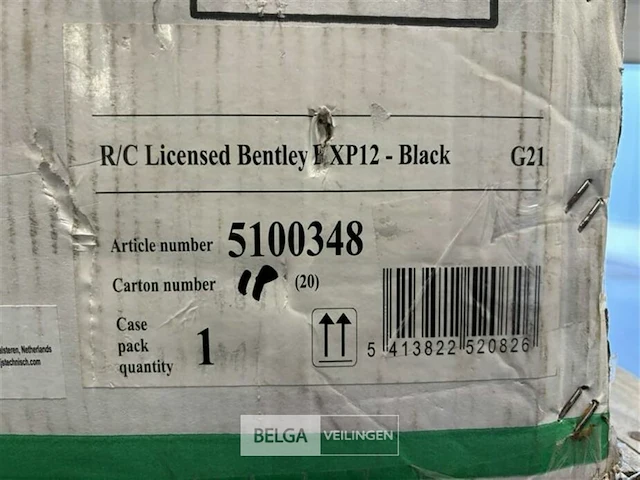 R/C Licensed Bentley EXP12 - Black G21
Article number 5100348
Carton number (20)
Case pack quantity 1
5 413822 520826
Netherlands
BELGA VEILINGEN